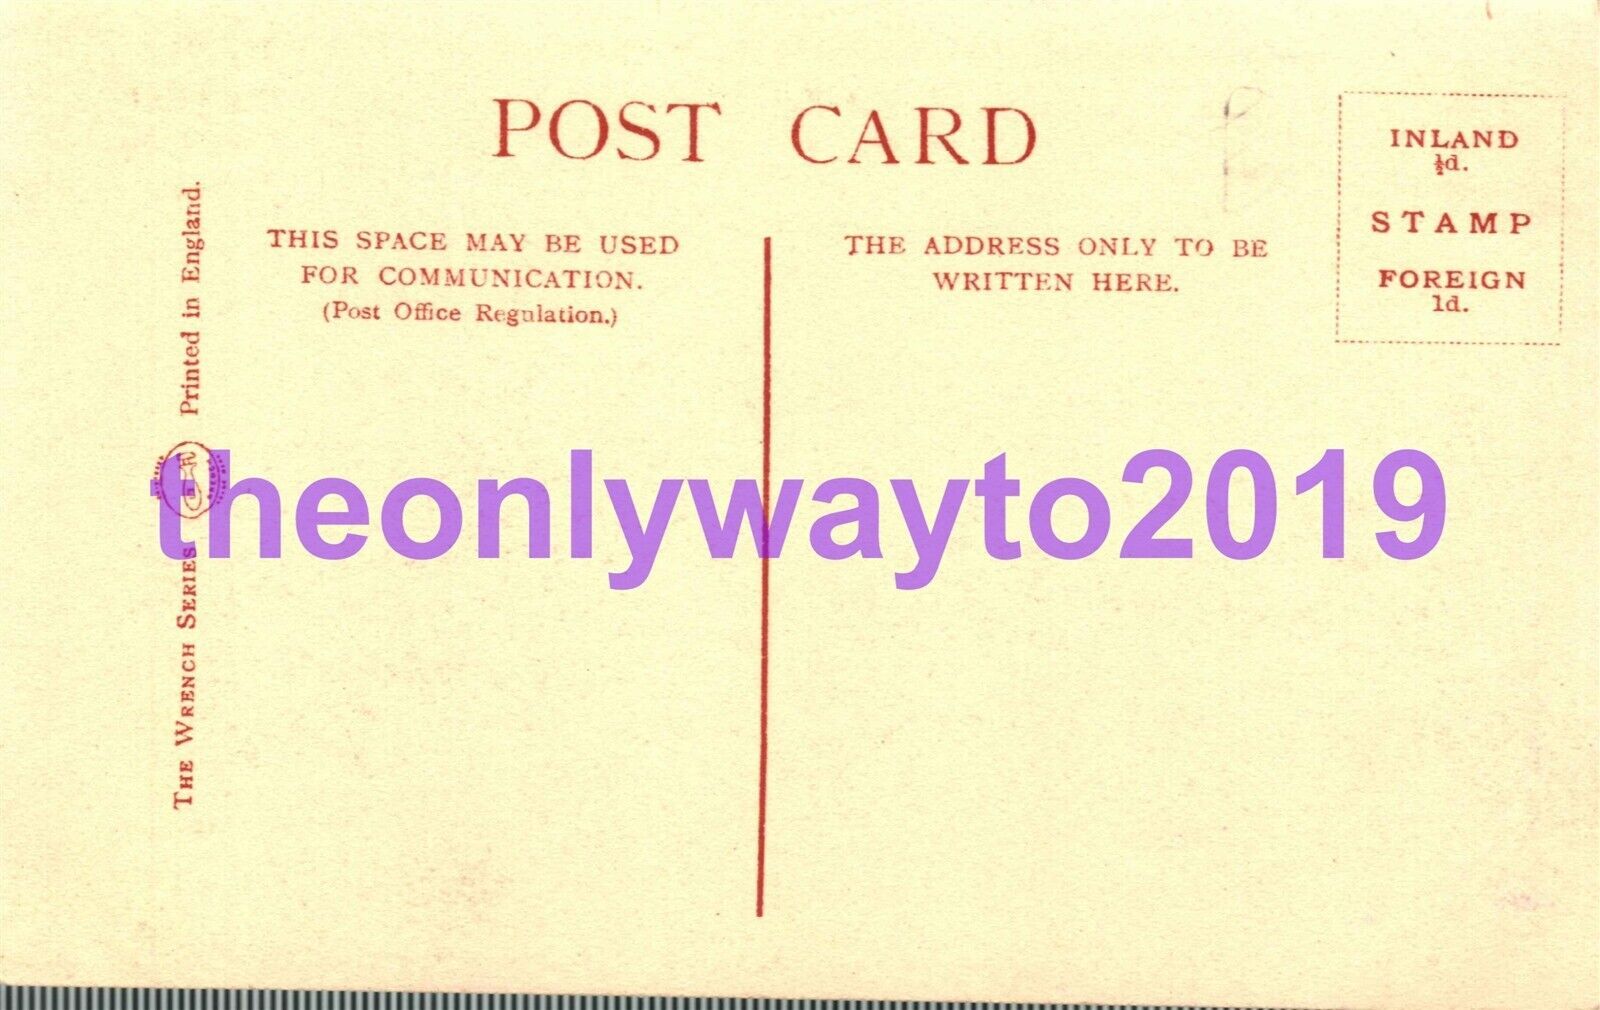 POST CARD
THIS SPACE MAY BE USED
FOR COMMUNICATION.
(Post Office Regulation.)
THE ADDRESS ONLY TO BE
WRITTEN HERE.
INLAND
½d.
STAMP
FOREIGN
1d.
THE WRENCH SERIES
Printed in England.
theonlywayto2019